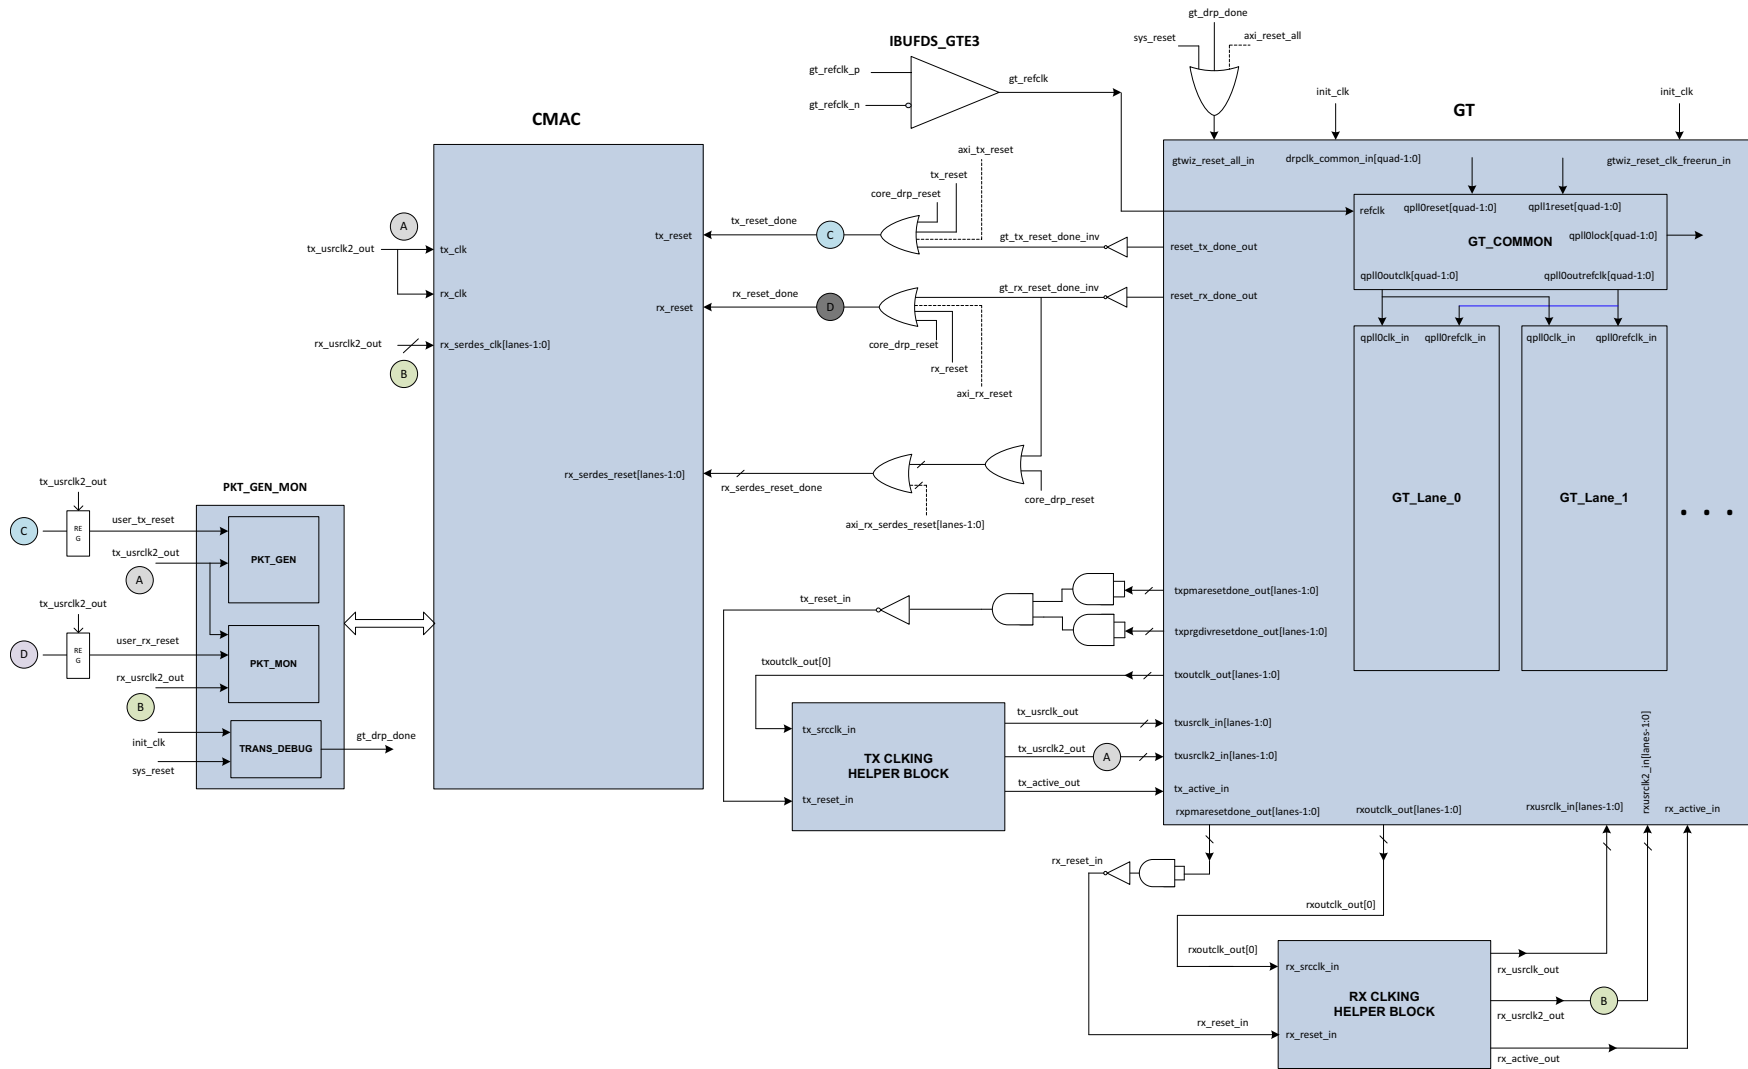 gt_drp_done
sys_reset
axi_reset_all
IBUFDS_GTE3
gt_refclk_p
gt_refclk_n
gt_refclk
init_clk
GT
init_clk
CMAC
gtwiz_reset_all_in
drpclk_common_in[quad-1:0]
gtwiz_reset_clk_freerun_in
axi_tx_reset
tx_reset
core_drp_reset
refclk
qpll0reset[quad-1:0]
qpll1reset[quad-1:0]
GT_COMMON
qpll0lock[quad-1:0]
qpll0outclk[quad-1:0]
qpll0outrefclk[quad-1:0]
A
tx_usrclk2_out
tx_clk
rx_clk
tx_reset
tx_reset_done
C
gt_tx_reset_done_inv
reset_tx_done_out
rx_reset
rx_reset_done
D
gt_rx_reset_done_inv
reset_rx_done_out
core_drp_reset
rx_reset
axi_rx_reset
rx_usrclk2_out
rx_serdes_clk[lanes-1:0]
B
qpll0clk_in
qpll0refclk_in
qpll0clk_in
qpll0refclk_in
GT_Lane_0
GT_Lane_1
. . .
rx_serdes_reset[lanes-1:0]
rx_serdes_reset_done
core_drp_reset
axi_rx_serdes_reset[lanes-1:0]
PKT_GEN_MON
tx_usrclk2_out
C
RE
G
user_tx_reset
tx_usrclk2_out
A
PKT_GEN
tx_usrclk2_out
D
RE
G
user_rx_reset
PKT_MON
rx_usrclk2_out
B
init_clk
sys_reset
TRANS_DEBUG
gt_drp_done
tx_reset_in
txpmaresetdone_out[lanes-1:0]
txprgdivresetdone_out[lanes-1:0]
txoutclk_out[0]
txoutclk_out[lanes-1:0]
tx_srcclk_in
TX CLKING
HELPER BLOCK
tx_reset_in
tx_usrclk_out
txusrclk_in[lanes-1:0]
tx_usrclk2_out
A
txusrclk2_in[lanes-1:0]
tx_active_out
tx_active_in
rxpmaresetdone_out[lanes-1:0]
rxoutclk_out[lanes-1:0]
rxusrclk_in[lanes-1:0]
rxusrclk2_in[lanes-1:0]
rx_active_in
rx_reset_in
rxoutclk_out[0]
rxoutclk_out[0]
rx_srcclk_in
RX CLKING
HELPER BLOCK
rx_reset_in
rx_reset_in
rx_usrclk_out
B
rx_usrclk2_out
rx_active_out